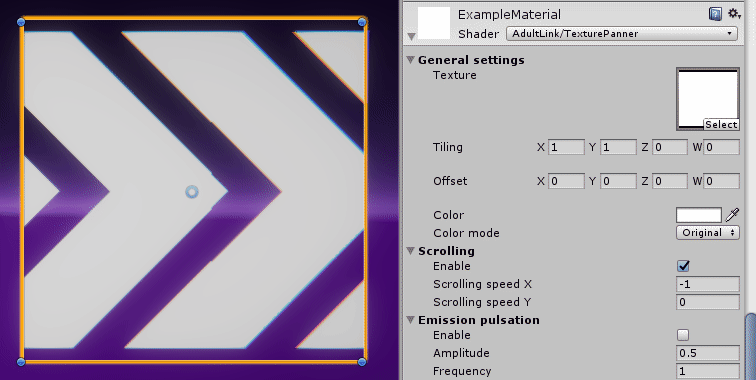 ExampleMaterial
Shader AdultLink/TexturePanner
General settings
Texture
Select
Tiling X 1 Y 1 Z 0 W 0
Offset X 0 Y 0 Z 0 W 0
Color
Color mode Original
Scrolling
Enable
Scrolling speed X -1
Scrolling speed Y 0
Emission pulsation
Enable
Amplitude 0.5
Frequency 1